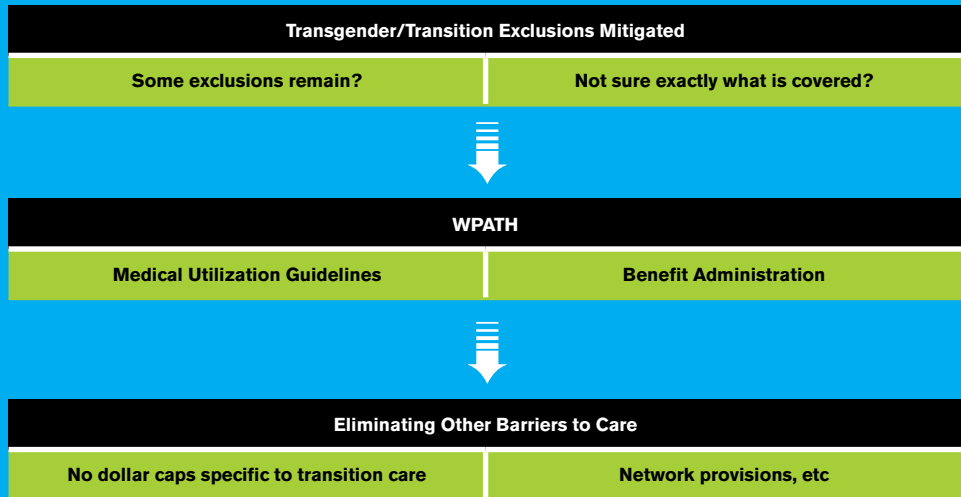 Transgender/Transition Exclusions Mitigated
Some exclusions remain?
Not sure exactly what is covered?
WPATH
Medical Utilization Guidelines
Benefit Administration
Eliminating Other Barriers to Care
No dollar caps specific to transition care
Network provisions, etc